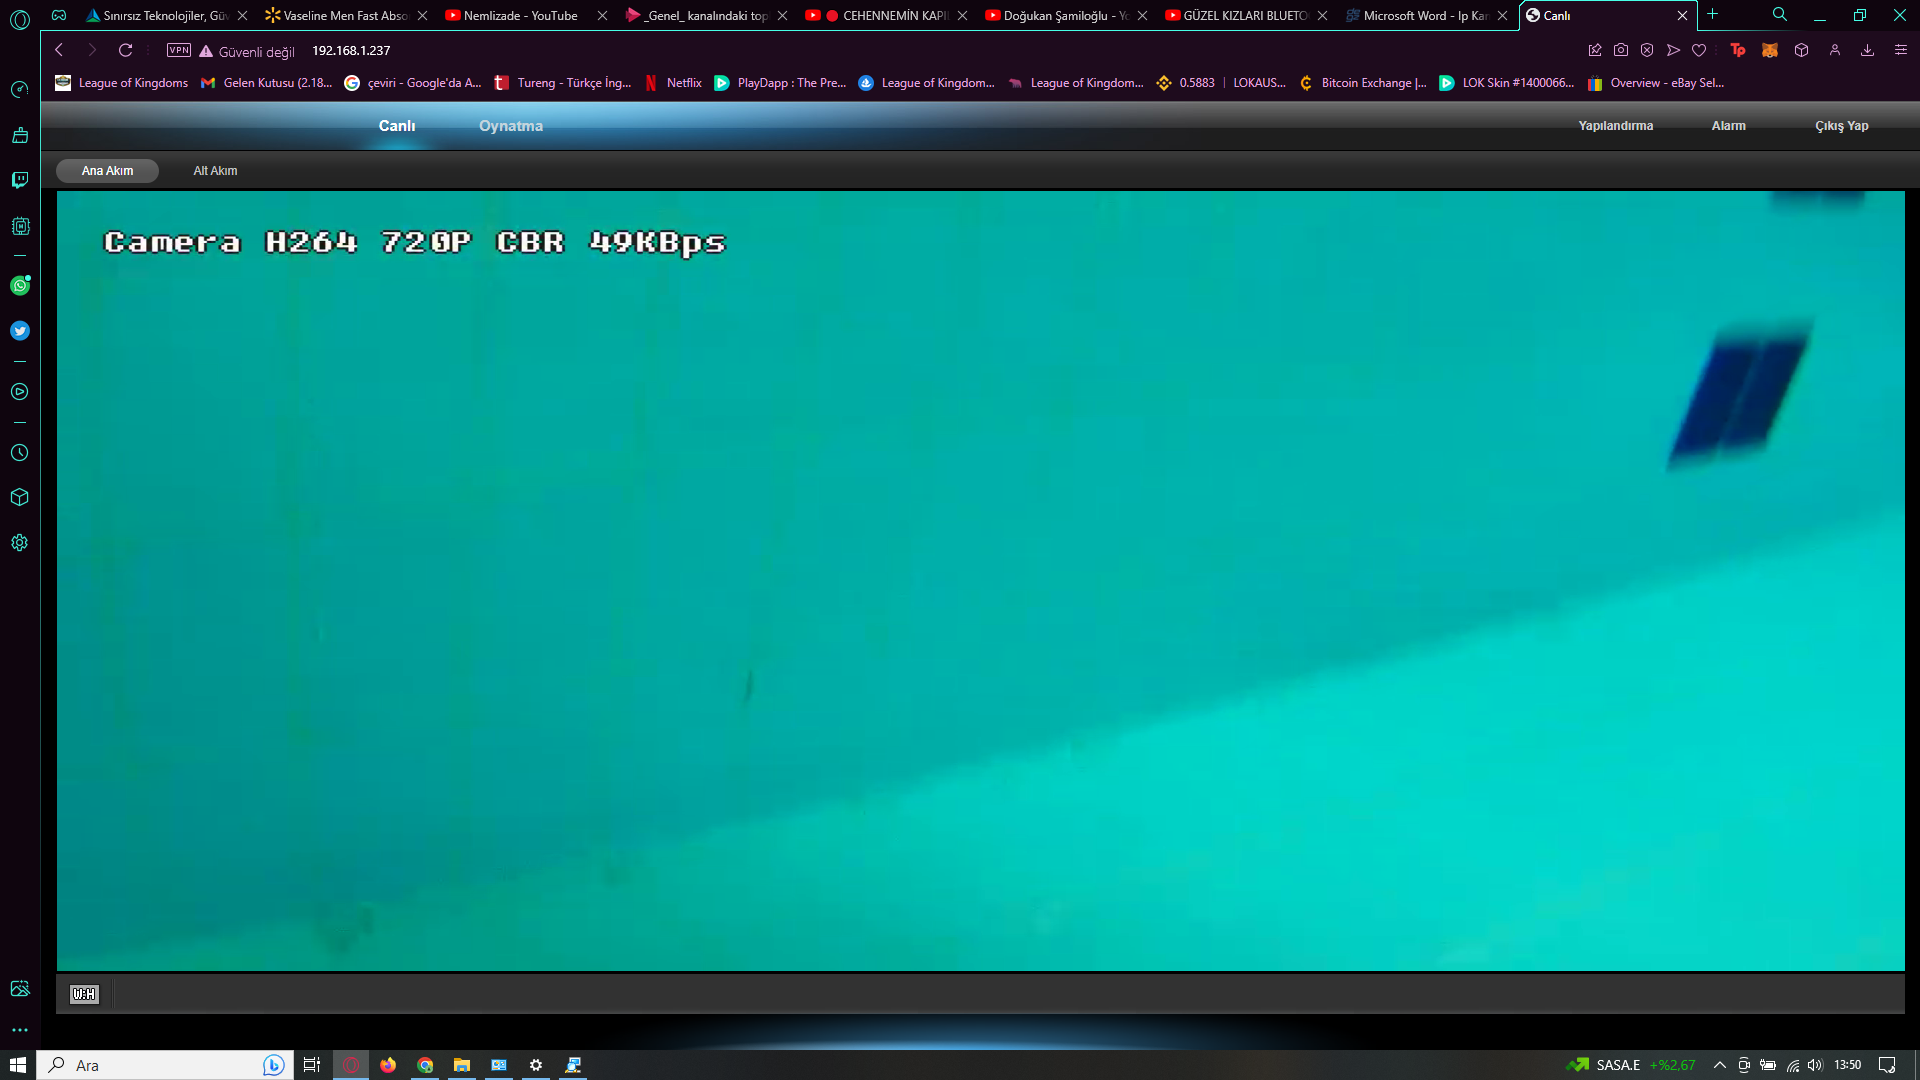 Sınırsız Teknolojiler, Güv
Vaseline Men Fast Abso
Nemlizade - YouTube
_Genel_ kanalındaki top
CEHENNEMİN KAPI
Doğukan Şamiloğlu - Yo
GÜZEL KIZLARI BLUETO
Microsoft Word - Ip Kam
Canlı
VPN
Güvenli değil
192.168.1.237
League of Kingdoms
Gelen Kutusu (2.18...
çeviri - Google'da A...
Tureng - Türkçe İng...
Netflix
PlayDapp : The Pre...
League of Kingdom...
League of Kingdom...
0.5883 | LOKAUS...
Bitcoin Exchange |...
LOK Skin #1400066...
Overview - eBay Sel...
Canlı
Oynatma
Yapılandırma
Alarm
Çıkış Yap
Ana Akım
Alt Akım
Camera H264 720P CBR 49KBps
W:H
Ara
SASA.E +%2,67
13:50